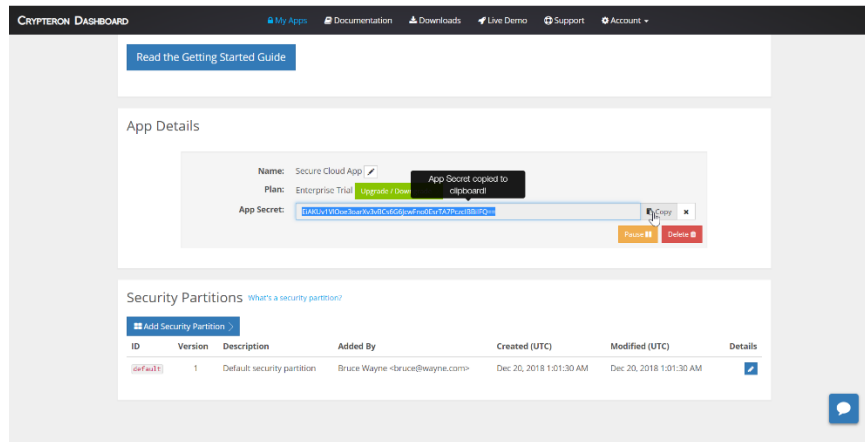 CRYPTERON DASHBOARD My Apps Documentation Downloads Live Demo Support Account
Read the Getting Started Guide
App Details
Name: Secure Cloud App
Plan: Enterprise Trial Upgrade / Dow
App Secret copied to
clipboard!
App Secret: Copy
Pause Delete
Security Partitions What's a security partition?
Add Security Partition
ID Version Description Added By Created (UTC) Modified (UTC) Details
default 1 Default security partition Bruce Wayne <bruce@wayne.com> Dec 20, 2018 1:01:30 AM Dec 20, 2018 1:01:30 AM